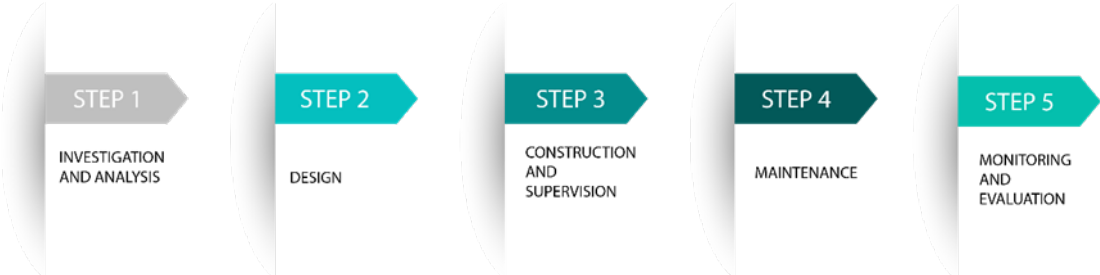 STEP 1
INVESTIGATION
AND ANALYSIS
STEP 2
DESIGN
STEP 3
CONSTRUCTION
AND
SUPERVISION
STEP 4
MAINTENANCE
STEP 5
MONITORING
AND
EVALUATION